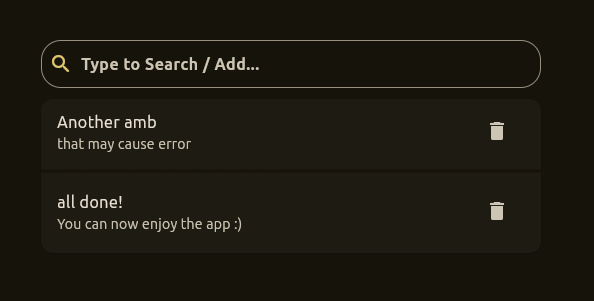 Type to Search / Add...
Another amb
that may cause error
all done!
You can now enjoy the app :)